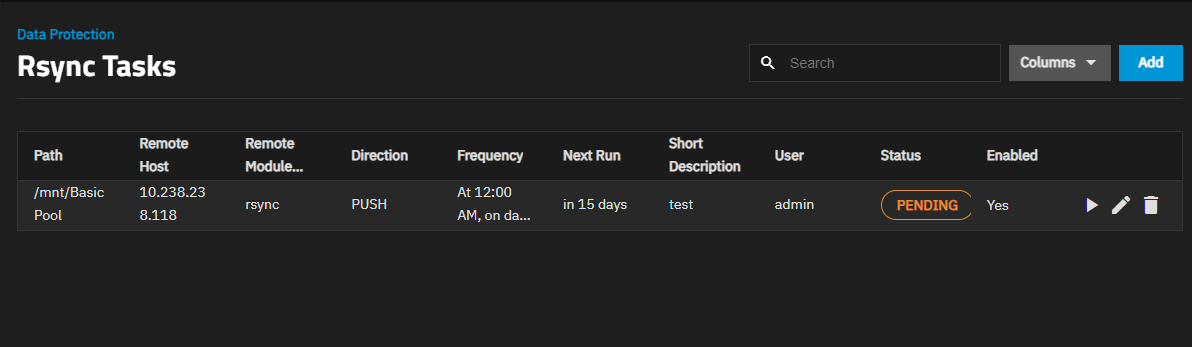 Data Protection
Rsync Tasks
Search
Columns
Add
Path
Remote
Host
Remote
Module...
Direction
Frequency
Next Run
Short
Description
User
Status
Enabled
/mnt/Basic
Pool
10.238.23
8.118
rsync
PUSH
At 12:00
AM, on da...
in 15 days
test
admin
PENDING
Yes